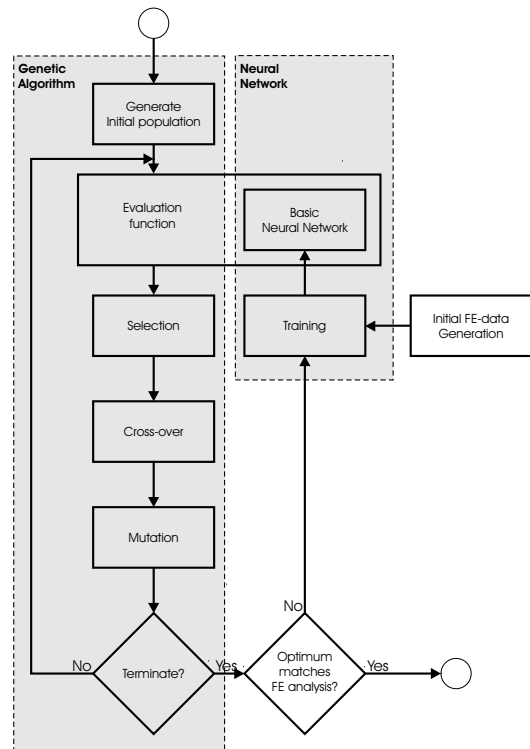 Genetic
Algorithm
Neural
Network
Generate
Initial population
Evaluation
function
Basic
Neural Network
Selection
Training
Initial FE-data
Generation
Cross-over
Mutation
No
Terminate?
Yes
No
Optimum
matches
FE analysis?
Yes